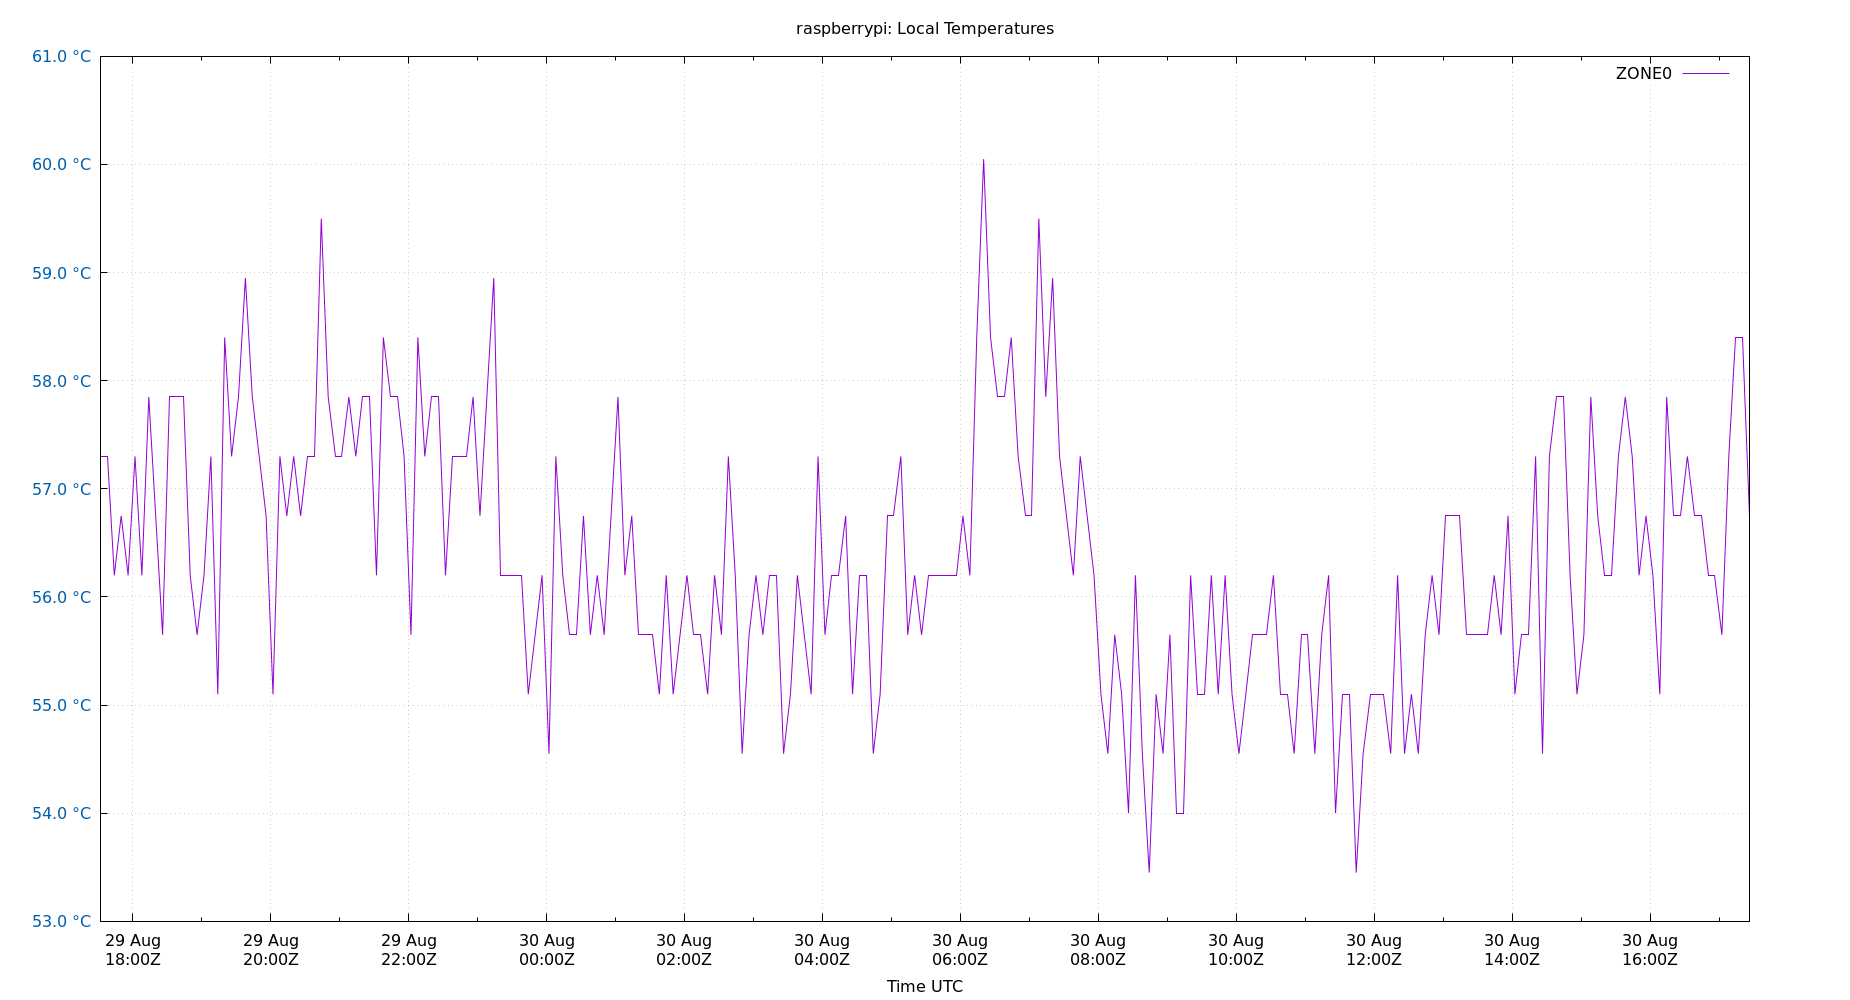 raspberrypi: Local Temperatures
61.0 °C
ZONE0
60.0 °C
59.0 °C
58.0 °C
57.0 °C
56.0 °C
55.0 °C
54.0 °C
53.0 °C
29 Aug 29 Aug 29 Aug 30 Aug 30 Aug 30 Aug 30 Aug 30 Aug 30 Aug 30 Aug 30 Aug 30 Aug
18:00Z 20:00Z 22:00Z 00:00Z 02:00Z 04:00Z 06:00Z 08:00Z 10:00Z 12:00Z 14:00Z 16:00Z
Time UTC